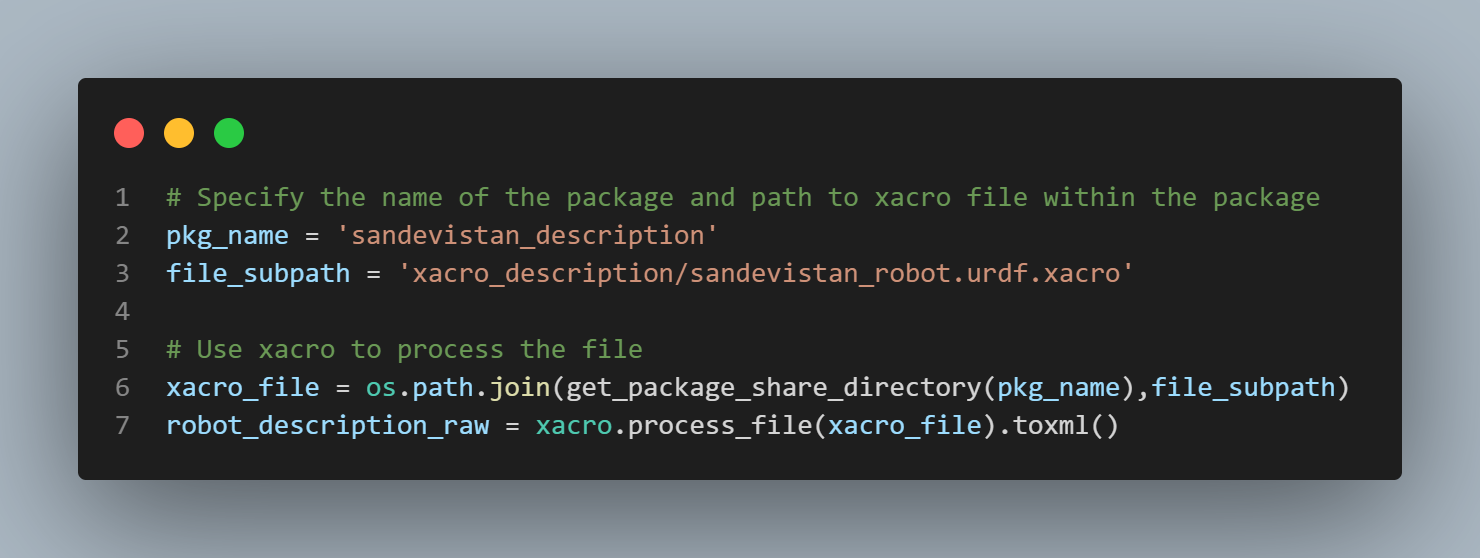 1 # Specify the name of the package and path to xacro file within the package
2 pkg_name = 'sandevistan_description'
3 file_subpath = 'xacro_description/sandevistan_robot.urdf.xacro'
4
5 # Use xacro to process the file
6 xacro_file = os.path.join(get_package_share_directory(pkg_name),file_subpath)
7 robot_description_raw = xacro.process_file(xacro_file).toxml()